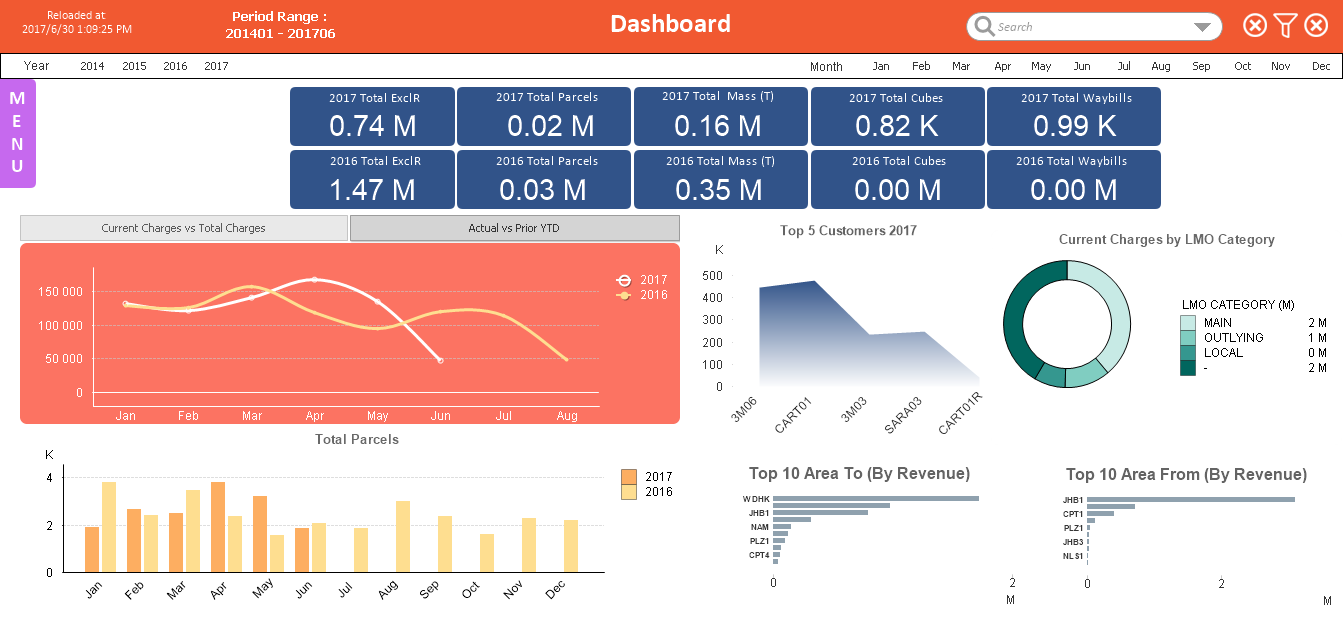 Reloaded at:
2017/6/30 1:09:25 PM
Period Range :
201401 - 201706
Dashboard
Search
Year 2014 2015 2016 2017
Month Jan Feb Mar Apr May Jun Jul Aug Sep Oct Nov Dec
M
E
N
U
2017 Total ExclR
0.74 M
2017 Total Parcels
0.02 M
2017 Total Mass (T)
0.16 M
2017 Total Cubes
0.82 K
2017 Total Waybills
0.99 K
2016 Total ExclR
1.47 M
2016 Total Parcels
0.03 M
2016 Total Mass (T)
0.35 M
2016 Total Cubes
0.00 M
2016 Total Waybills
0.00 M
Current Charges vs Total Charges
Actual vs Prior YTD
150 000
100 000
50 000
0
Jan Feb Mar Apr May Jun Jul Aug
2017
2016
Top 5 Customers 2017
K
500
400
300
200
100
0
3M06 CART01 3M03 SARA03 CART01R
Current Charges by LMO Category
LMO CATEGORY (M)
MAIN 2 M
OUTLYING 1 M
LOCAL 0 M
- 2 M
Total Parcels
K
4
2
0
Jan Feb Mar Apr May Jun Jul Aug Sep Oct Nov Dec
2017
2016
Top 10 Area To (By Revenue)
WDHK
JHB1
NAM
PLZ1
CPT4
0 2
M
Top 10 Area From (By Revenue)
JHB1
CPT1
PLZ1
JHB3
NLS1
0 2
M